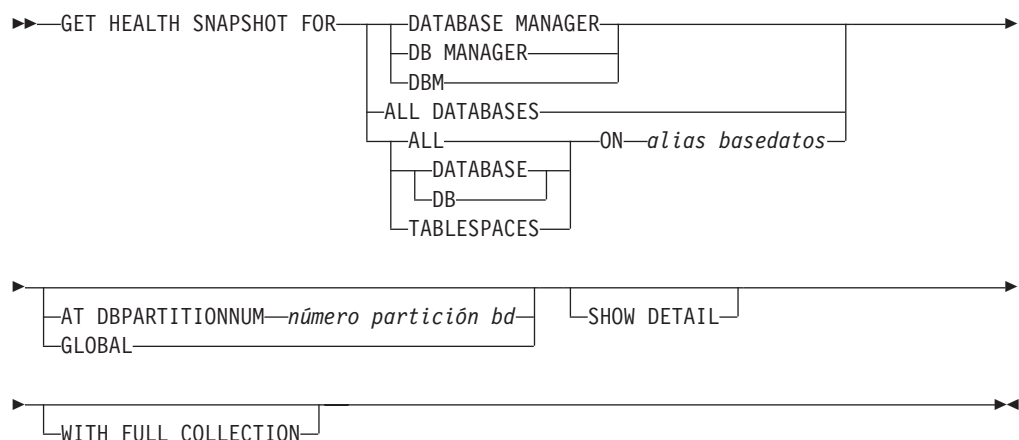 GET HEALTH SNAPSHOT FOR DATABASE MANAGER
DB MANAGER
DBM
ALL DATABASES
ALL ON alias basedatos
DATABASE
DB
TABLESPACES
AT DBPARTITIONNUM número partición bd SHOW DETAIL
GLOBAL
WITH FULL COLLECTION